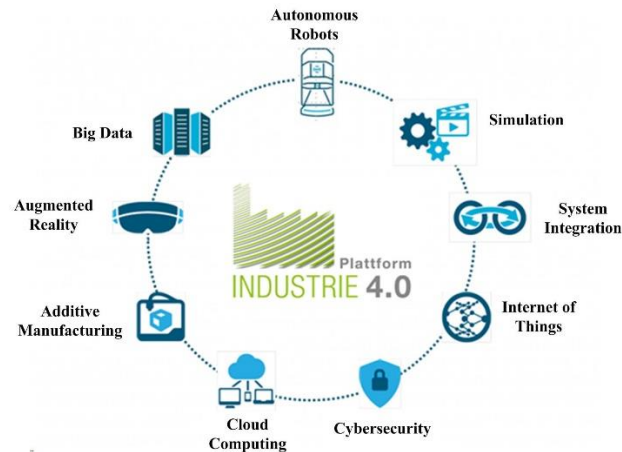 Autonomous
Robots
Simulation
System
Integration
Internet of
Things
Cybersecurity
Cloud
Computing
Additive
Manufacturing
Augmented
Reality
Big Data
Plattform
INDUSTRIE 4.0